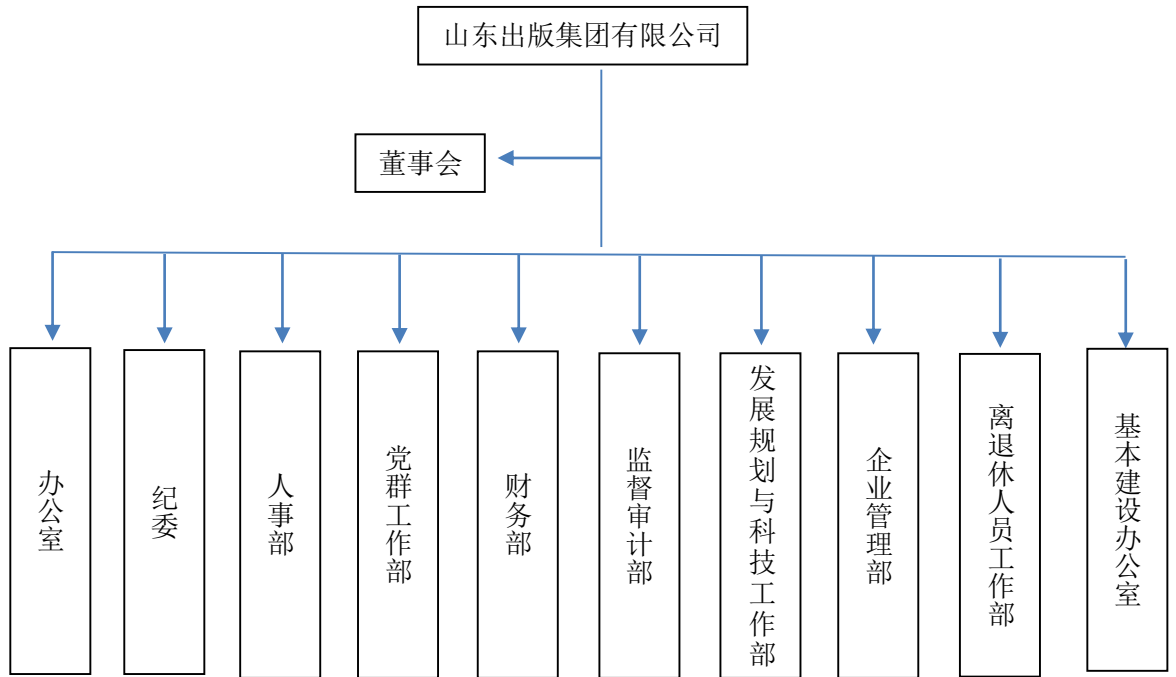 山东出版集团有限公司
董事会
办公室
纪委
人事部
党群工作部
财务部
监督审计部
发展规划与科技工作部
企业管理部
离退休人员工作部
基本建设办公室